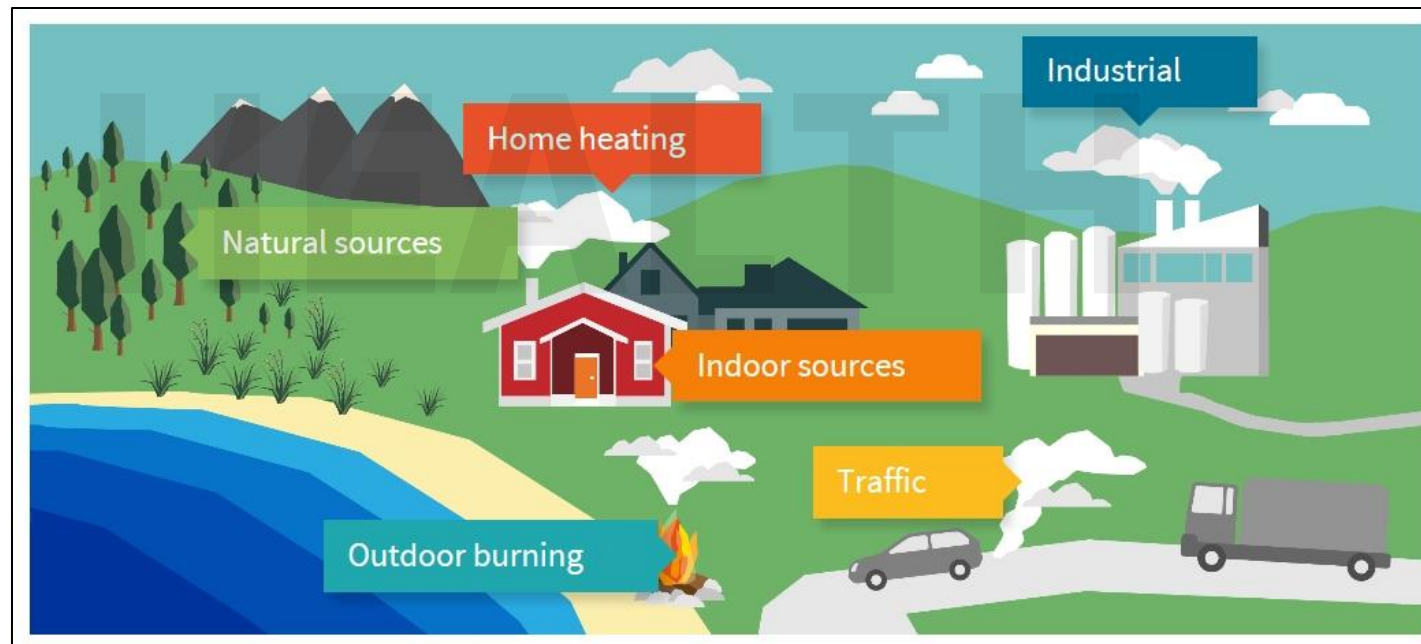 Industrial
Home heating
Natural sources
Indoor sources
Traffic
Outdoor burning
HEALTH